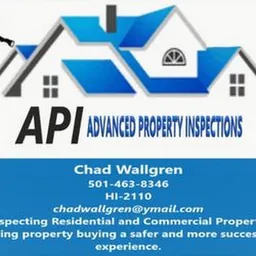 API ADVANCED PROPERTY INSPECTIONS
Chad Wallgren
501-463-8346
HI-2110
chadwallgren@ymail.com
specting Residential and Commercial Propert
ing property buying a safer and more succes
experience.